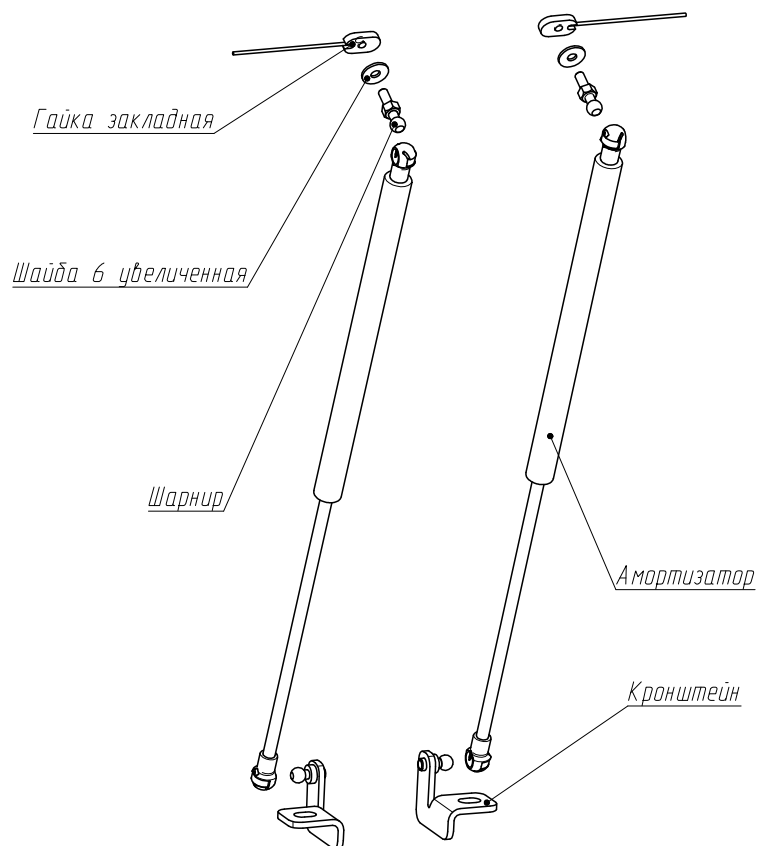 Гайка закладная
Шайба 6 увеличенная
Шарнир
Амортизатор
Кронштейн